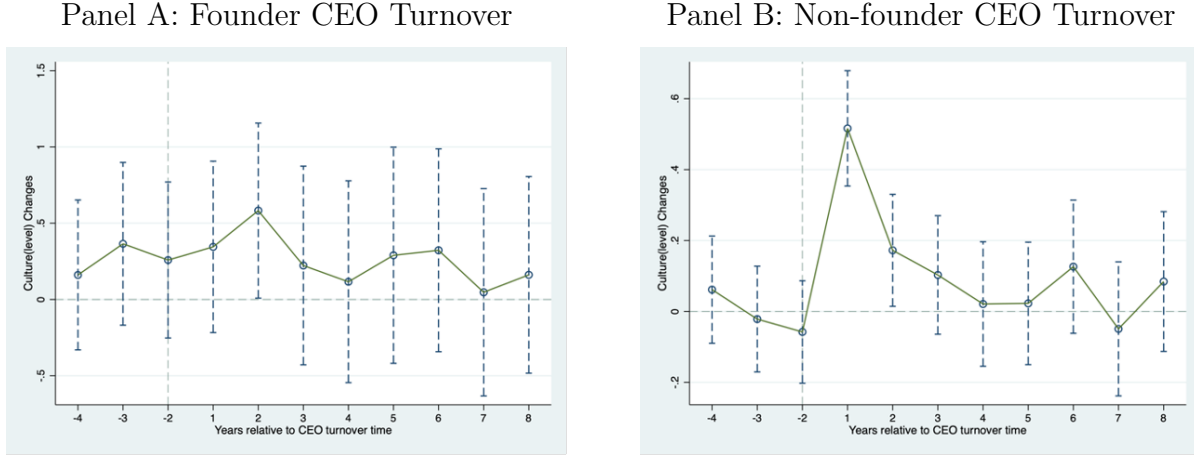 Panel A: Founder CEO Turnover
Panel B: Non-founder CEO Turnover
Culture(level) Changes
1.5
1
.5
0
-.5
-4 -3 -2 1 2 3 4 5 6 7 8
Years relative to CEO turnover time
Culture(level) Changes
.6
.4
.2
0
-.2
-4 -3 -2 1 2 3 4 5 6 7 8
Years relative to CEO turnover time